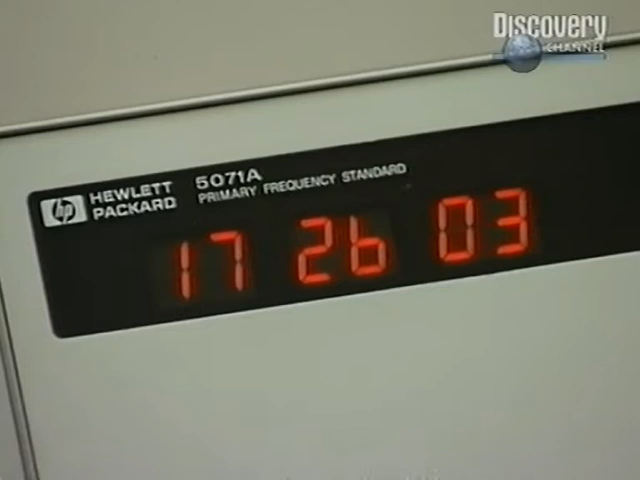 Discovery
CHANNEL
hp HEWLETT PACKARD
5071A
PRIMARY FREQUENCY STANDARD
17 26 03